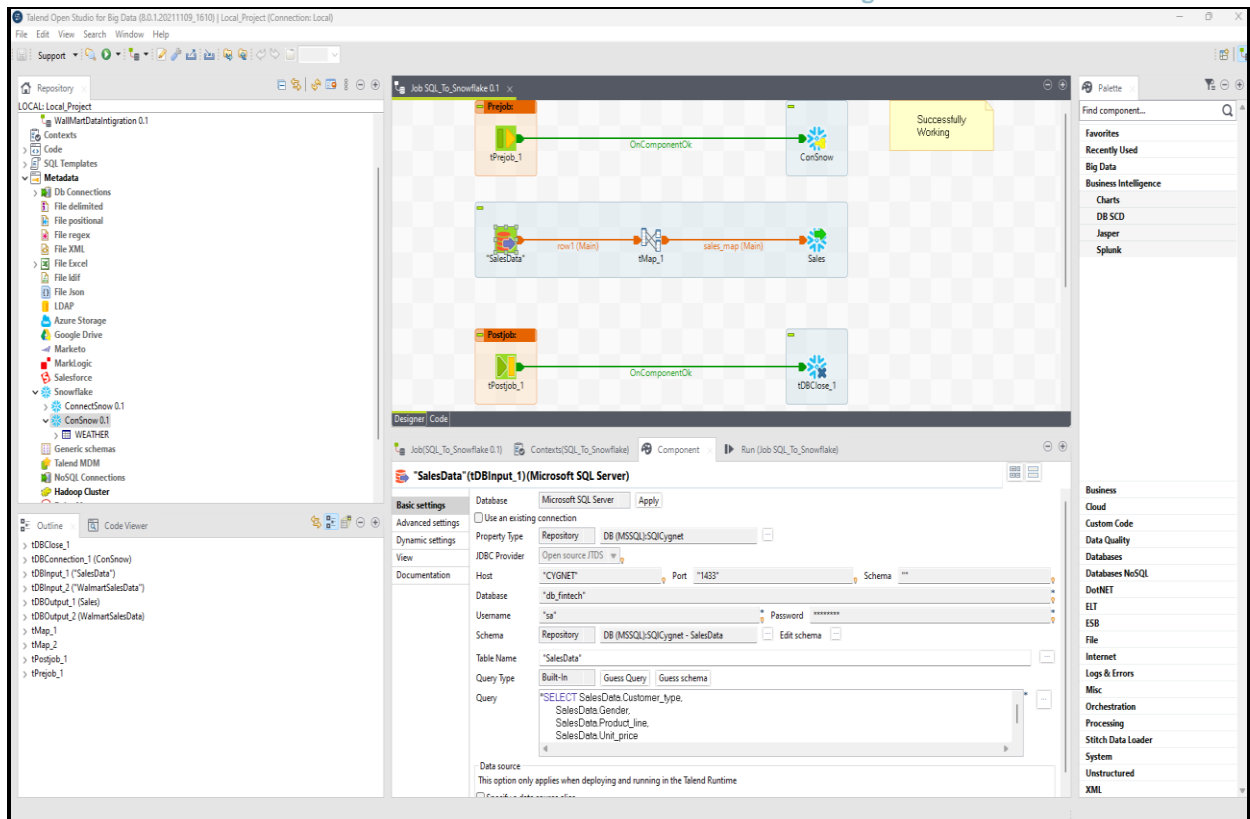 Talend Open Studio for Big Data (8.0.1.20211109_1610) | Local_Project (Connection: Local)
File Edit View Search Window Help
Support
Repository
LOCAL: Local_Project
WallMartDataIntigration 0.1
Contexts
Code
SQL Templates
Metadata
Db Connections
File delimited
File positional
File regex
File XML
File Excel
File ldif
File Json
LDAP
Azure Storage
Google Drive
Marketo
MarkLogic
Salesforce
Snowflake
ConnectSnow 0.1
ConSnow 0.1
WEATHER
Generic schemas
Talend MDM
NoSQL Connections
Hadoop Cluster
Outline
Code Viewer
tDBClose_1
tDBConnection_1 (ConSnow)
tDBInput_1 ("SalesData")
tDBInput_2 ("WalmartSalesData")
tDBOutput_1 (Sales)
tDBOutput_2 (WalmartSalesData)
tMap_1
tMap_2
tPostjob_1
tPrejob_1
Job SQL_To_Snowflake 0.1
Prejob:
tPrejob_1
OnComponentOk
ConSnow
Successfully
Working
"SalesData"
row1 (Main)
tMap_1
sales_map (Main)
Sales
Postjob:
tPostjob_1
OnComponentOk
tDBClose_1
Designer Code
Job(SQL_To_Snowflake 0.1) Contexts(SQL_To_Snowflake) Component Run (Job SQL_To_Snowflake)
"SalesData"(tDBInput_1)(Microsoft SQL Server)
Basic settings
Advanced settings
Dynamic settings
View
Documentation
Database Microsoft SQL Server Apply
Use an existing connection
Property Type Repository DB (MSSQL):SQlCygnet
JDBC Provider Open source JTDS
Host "CYGNET" Port "1433" Schema ""
Database "db_fintech"
Username "sa" Password ********
Schema Repository DB (MSSQL):SQlCygnet - SalesData Edit schema
Table Name "SalesData"
Query Type Built-In Guess Query Guess schema
Query "SELECT SalesData.Customer_type,
SalesData.Gender,
SalesData.Product_line,
SalesData.Unit_price
Data source
This option only applies when deploying and running in the Talend Runtime
Palette
Find component...
Favorites
Recently Used
Big Data
Business Intelligence
Charts
DB SCD
Jasper
Splunk
Business
Cloud
Custom Code
Data Quality
Databases
Databases NoSQL
DotNET
ELT
ESB
File
Internet
Logs & Errors
Misc
Orchestration
Processing
Stitch Data Loader
System
Unstructured
XML